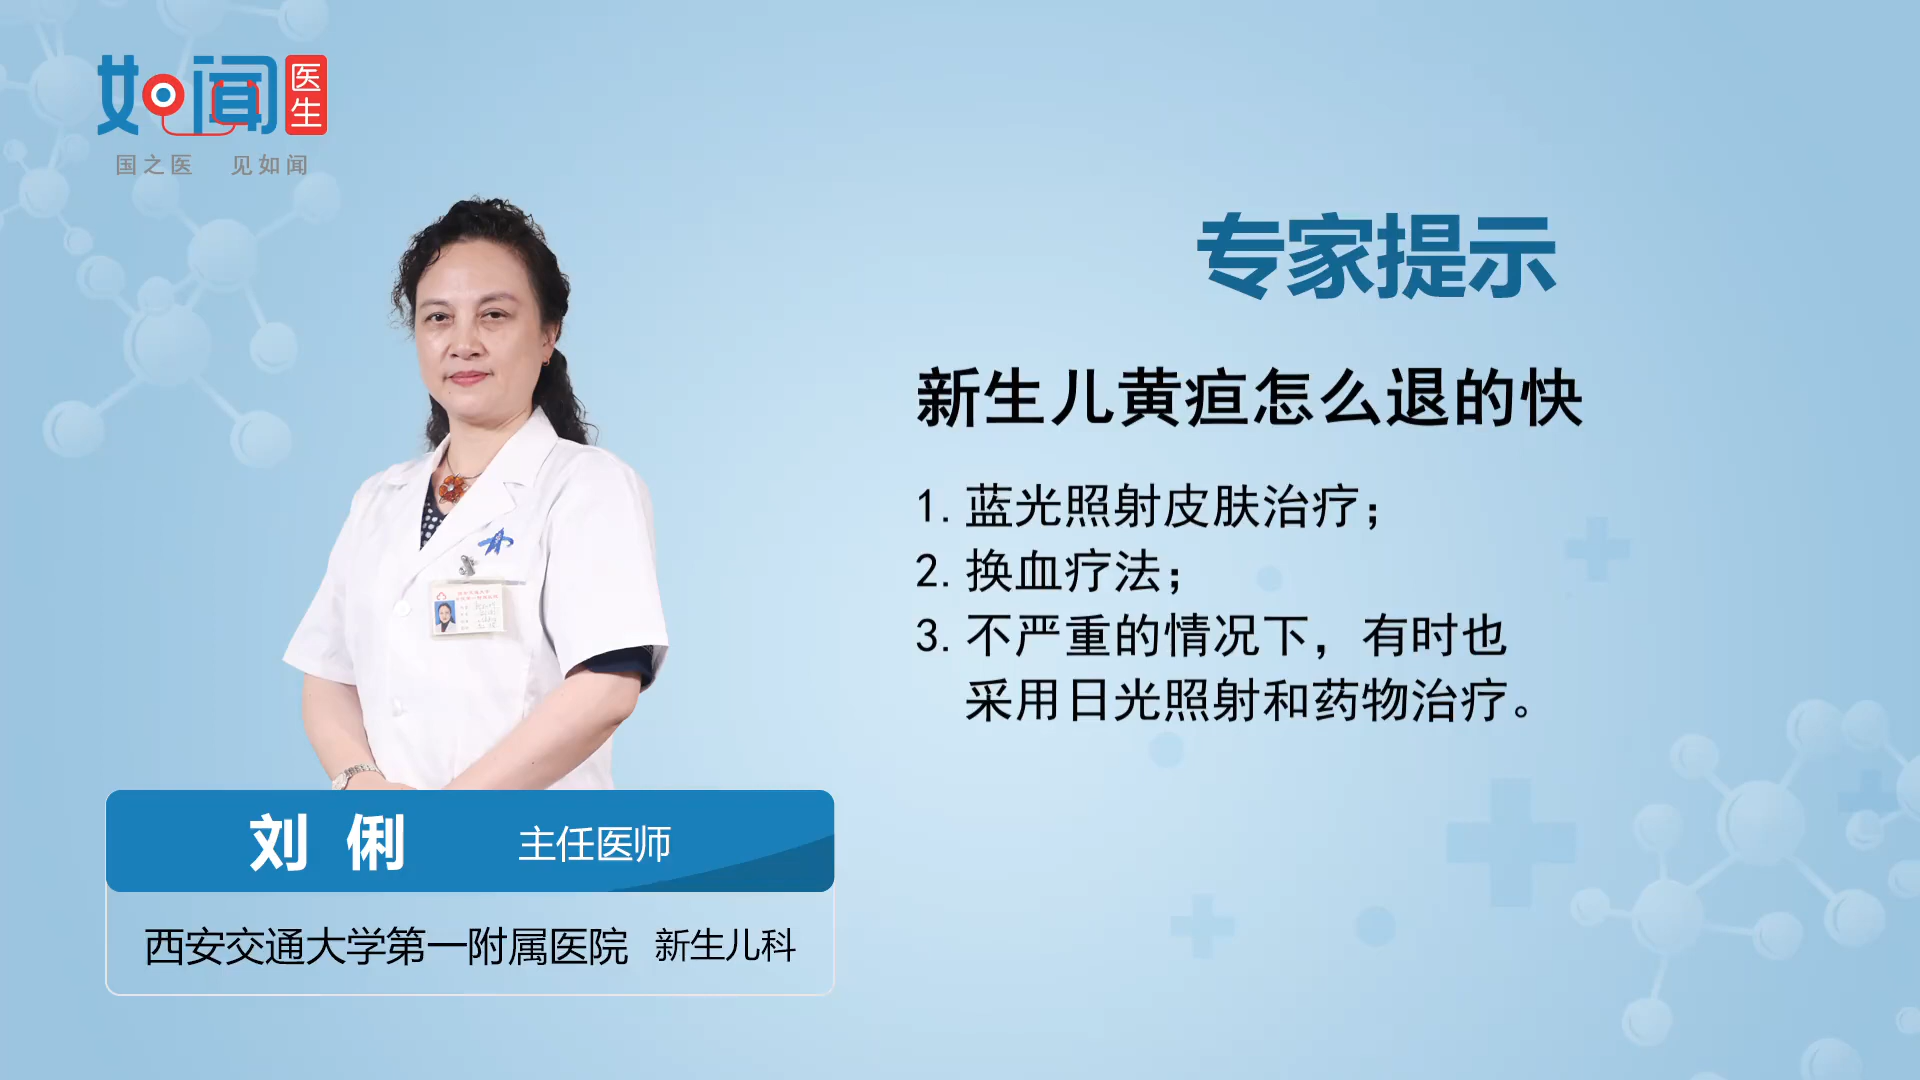 如闻医生
国之医 见如闻
专家提示
新生儿黄疸怎么退的快
1. 蓝光照射皮肤治疗；
2. 换血疗法；
3. 不严重的情况下，有时也
采用日光照射和药物治疗。
刘俐 主任医师
西安交通大学第一附属医院 新生儿科